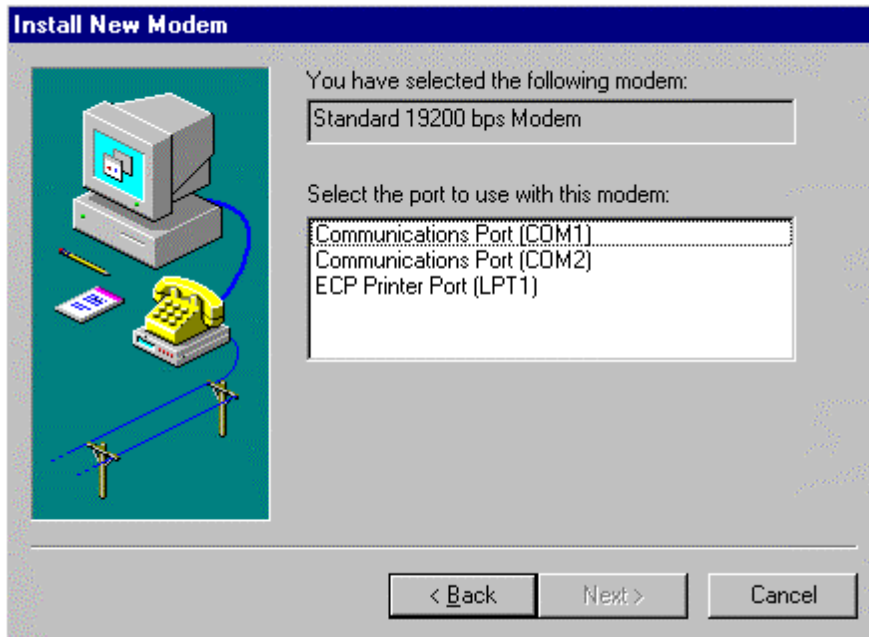 Install New Modem
You have selected the following modem:
Standard 19200 bps Modem
Select the port to use with this modem:
Communications Port (COM1)
Communications Port (COM2)
ECP Printer Port (LPT1)
< Back
Next >
Cancel